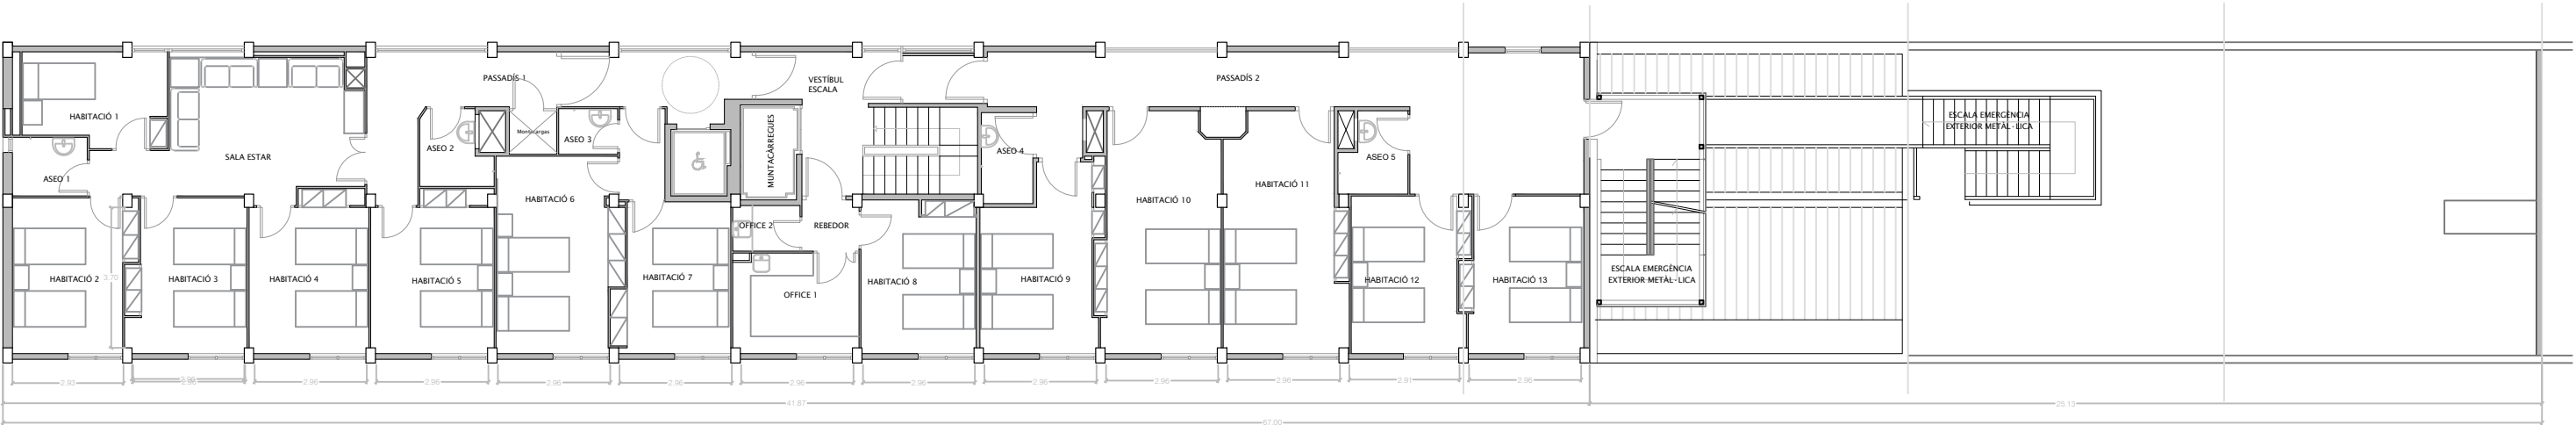 PASSADÍS 1
VESTÍBUL
ESCALA
PASSADÍS 2
HABITACIÓ 1
Montacargas
ASEO 3
ASEO 2
MUNTACÀRREGUES
ASEO 4
ASEO 5
ESCALA EMERGÈNCIA
EXTERIOR METÀL·LICA
SALA ESTAR
ASEO 1
HABITACIÓ 6
HABITACIÓ 10
HABITACIÓ 11
OFFICE 2
REBEDOR
HABITACIÓ 2
3.70
HABITACIÓ 3
HABITACIÓ 4
HABITACIÓ 5
HABITACIÓ 7
OFFICE 1
HABITACIÓ 8
HABITACIÓ 9
HABITACIÓ 12
HABITACIÓ 13
ESCALA EMERGÈNCIA
EXTERIOR METÀL·LICA
2.93
2.96
2.96
2.96
2.96
2.96
2.96
2.96
2.96
2.96
2.91
2.96
41.87
25.13
67.00